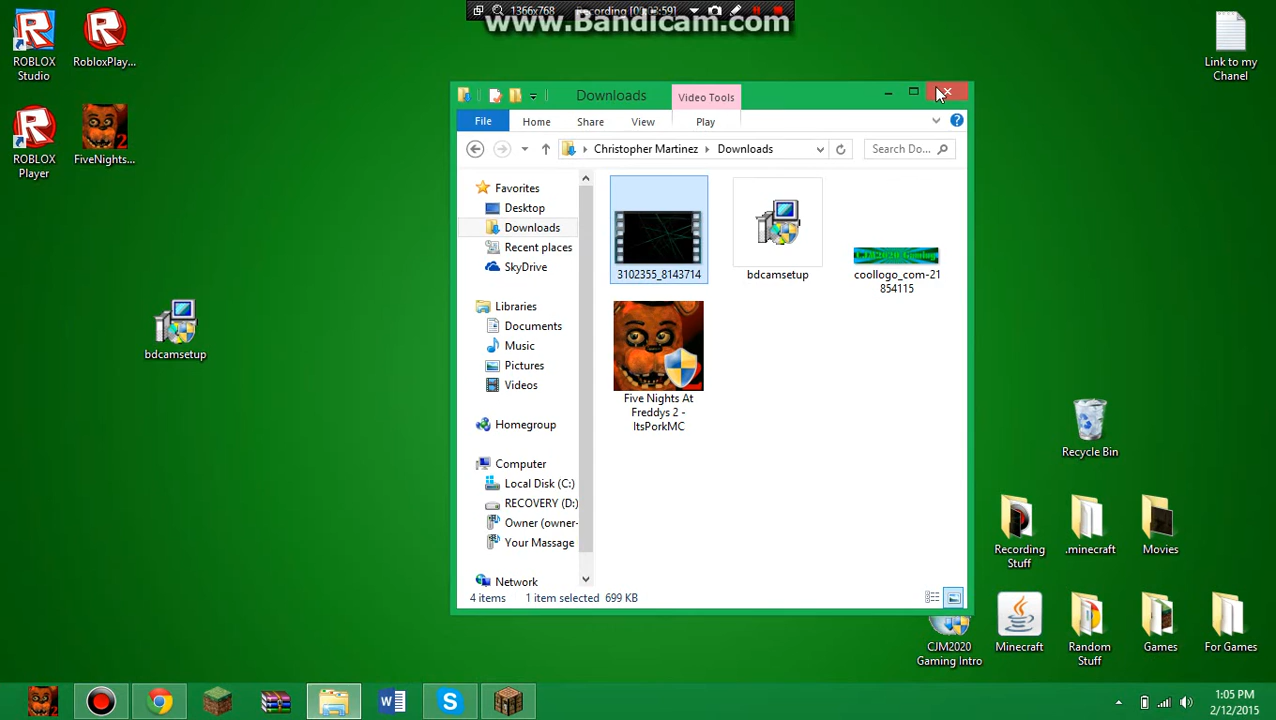 1366x768
www.Bandicam.com
ROBLOX
Studio
RobloxPlay...
Link to my
Chanel
ROBLOX
Player
FiveNights...
bdcamsetup
Downloads
Video Tools
File
Home
Share
View
Play
Christopher Martinez
Downloads
Search Do...
Favorites
Desktop
Downloads
Recent places
SkyDrive
Libraries
Documents
Music
Pictures
Videos
Homegroup
Computer
Local Disk (C:)
RECOVERY (D:)
Owner (owner-
Your Massage
Network
3102355_8143714
bdcamsetup
coollogo_com-21
854115
Five Nights At
Freddys 2 -
ItsPorkMC
4 items 1 item selected 699 KB
Recycle Bin
Recording
Stuff
.minecraft
Movies
CJM2020
Gaming Intro
Minecraft
Random
Stuff
Games
For Games
1:05 PM
2/12/2015